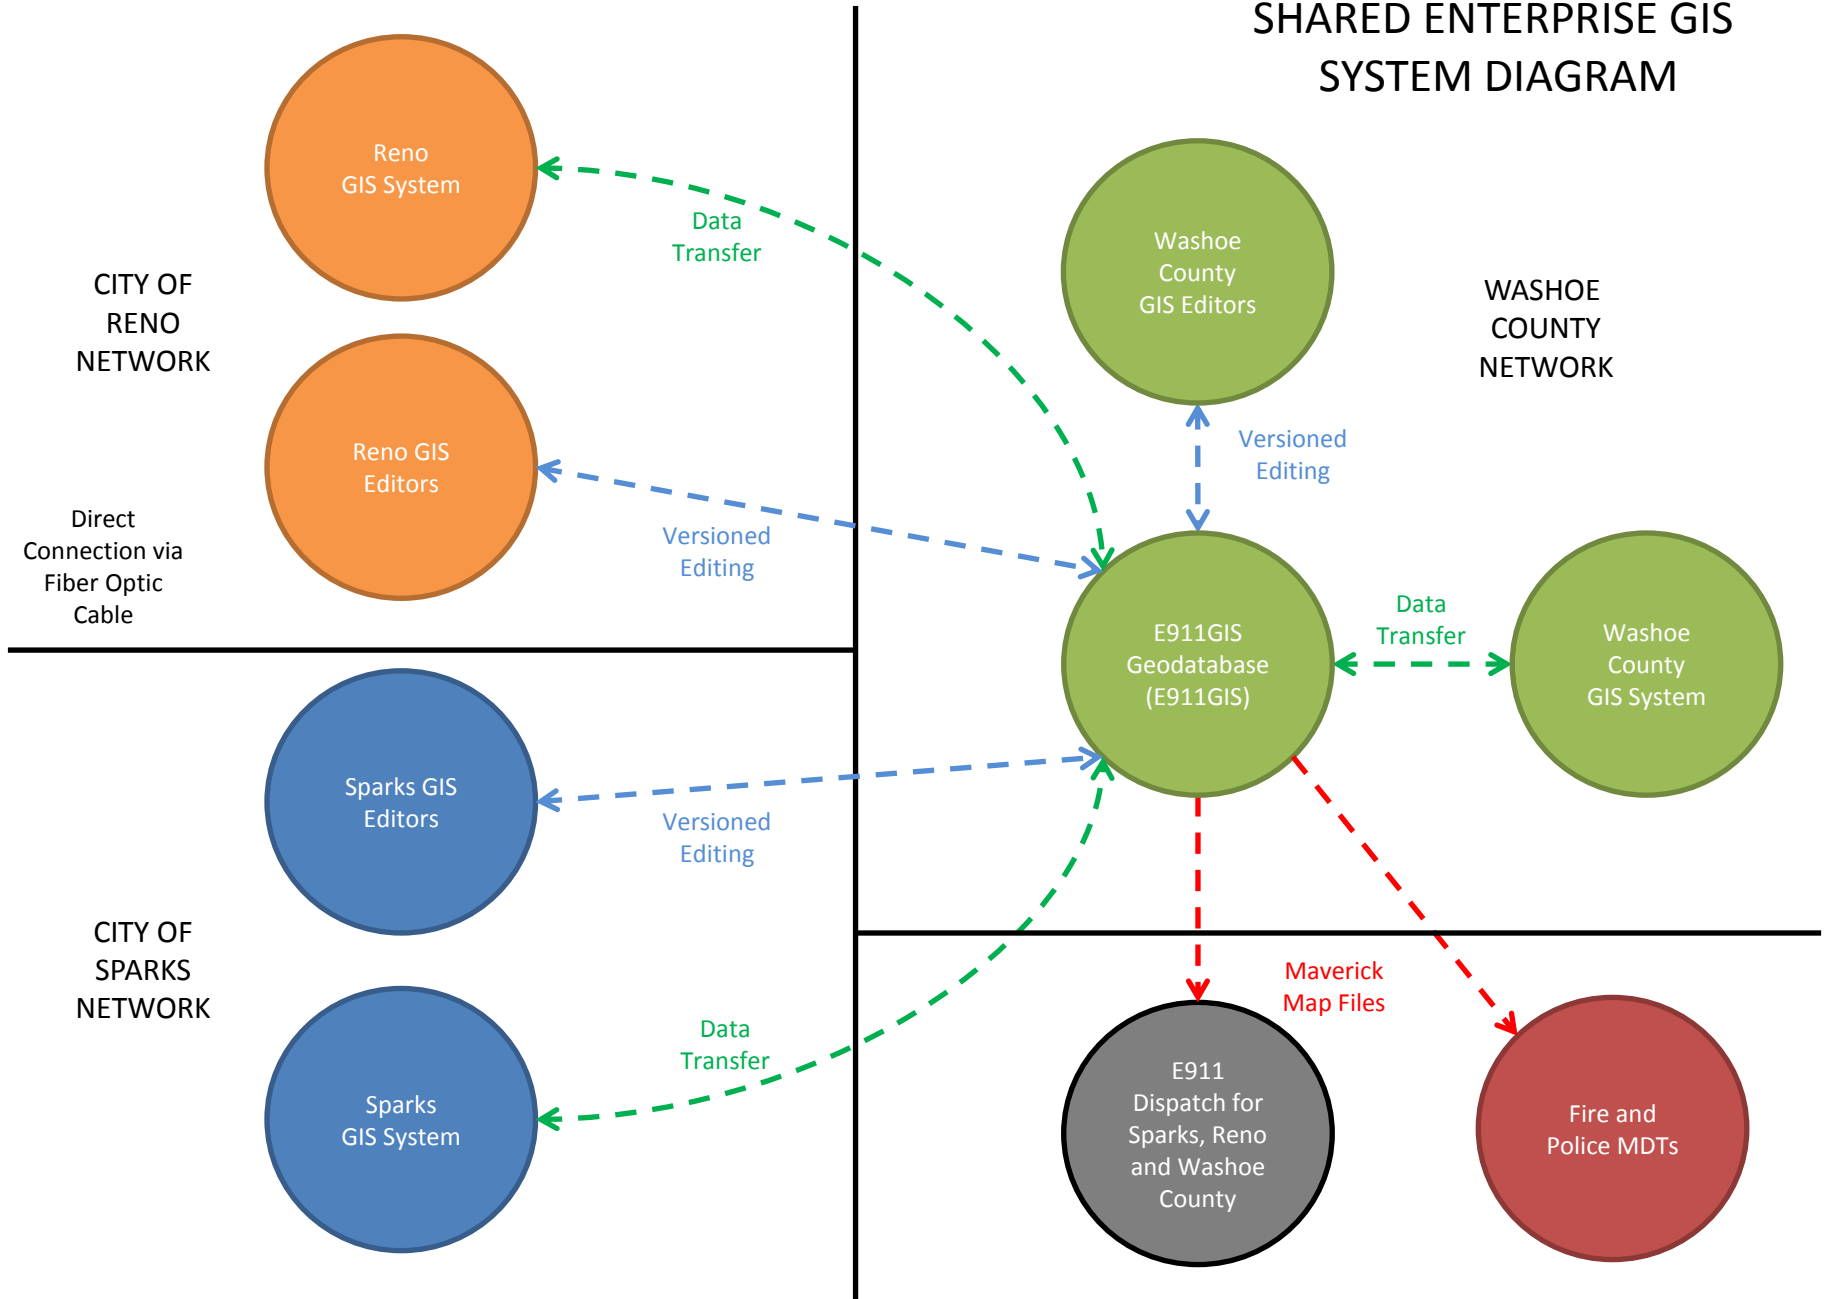 SHARED ENTERPRISE GIS
SYSTEM DIAGRAM
Reno
GIS System
Data
Transfer
CITY OF
RENO
NETWORK
Reno GIS
Editors
Direct
Connection via
Fiber Optic
Cable
Versioned
Editing
Washoe
County
GIS Editors
WASHOE
COUNTY
NETWORK
Versioned
Editing
E911GIS
Geodatabase
(E911GIS)
Data
Transfer
Washoe
County
GIS System
Sparks GIS
Editors
Versioned
Editing
CITY OF
SPARKS
NETWORK
Data
Transfer
Sparks
GIS System
Maverick
Map Files
E911
Dispatch for
Sparks, Reno
and Washoe
County
Fire and
Police MDTs